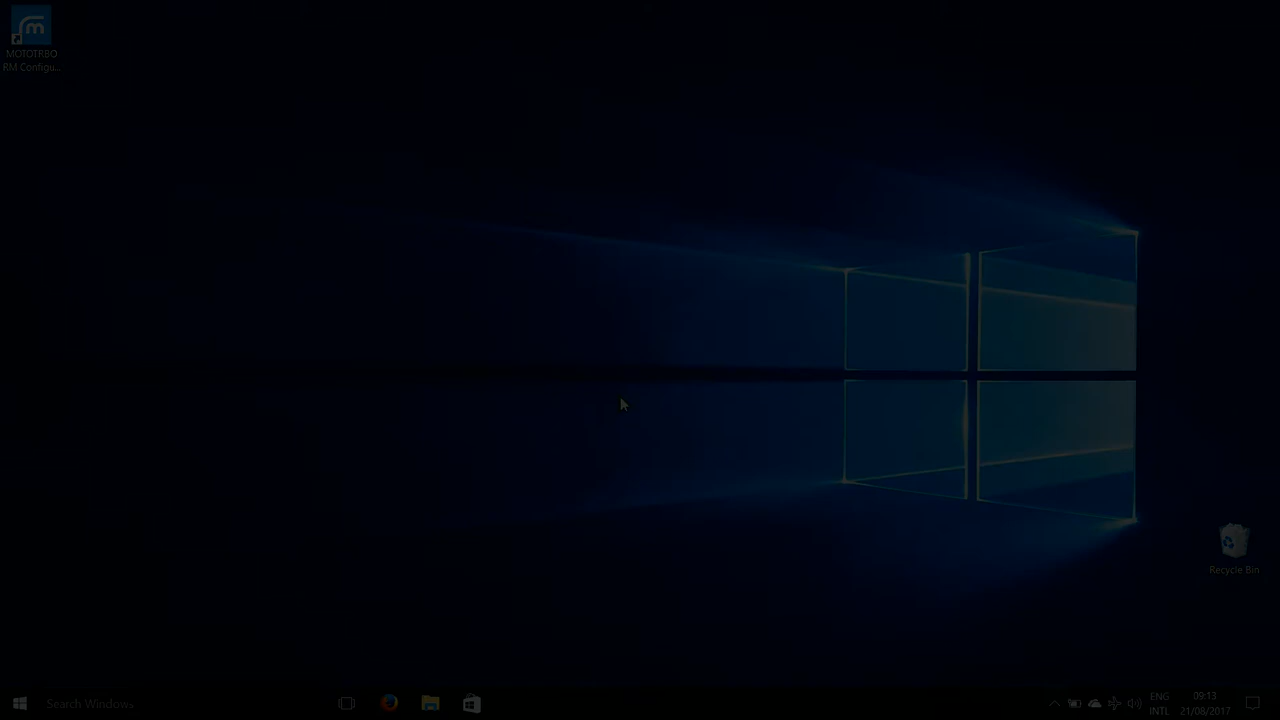 MOTOTRBO
RM Configu...
Recycle Bin
Search Windows
ENG
INTL
09:13
21/08/2017